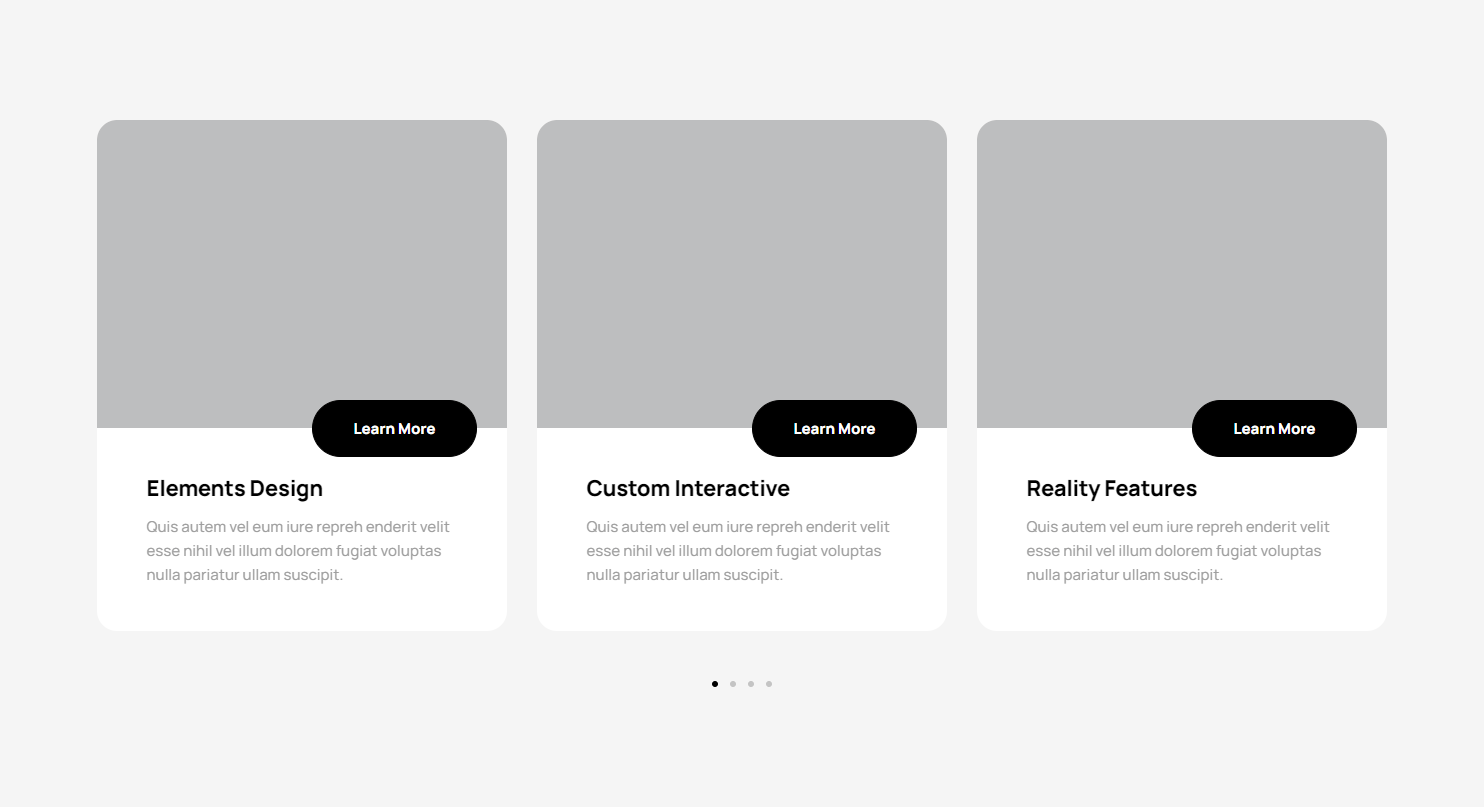 Learn More
Elements Design
Quis autem vel eum iure repreh enderit velit
esse nihil vel illum dolorem fugiat voluptas
nulla pariatur ullam suscipit.
Learn More
Custom Interactive
Quis autem vel eum iure repreh enderit velit
esse nihil vel illum dolorem fugiat voluptas
nulla pariatur ullam suscipit.
Learn More
Reality Features
Quis autem vel eum iure repreh enderit velit
esse nihil vel illum dolorem fugiat voluptas
nulla pariatur ullam suscipit.